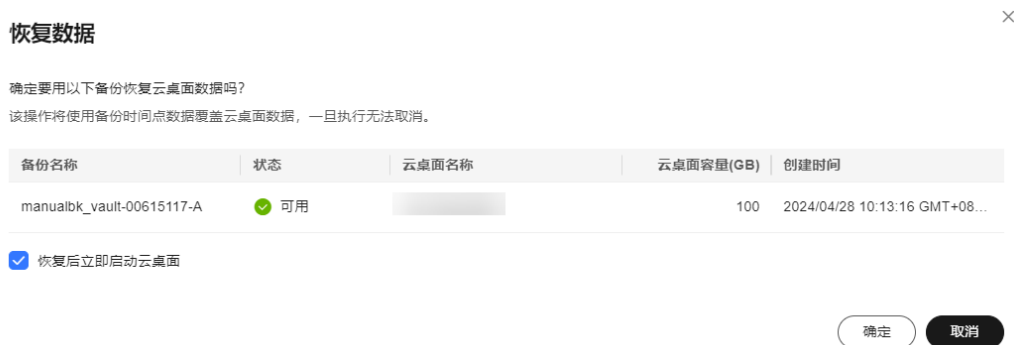 恢复数据
确定要用以下备份恢复云桌面数据吗？
该操作将使用备份时间点数据覆盖云桌面数据，一旦执行无法取消。
备份名称 状态 云桌面名称 云桌面容量(GB) 创建时间
manualbk_vault-00615117-A 可用 100 2024/04/28 10:13:16 GMT+08...
恢复后立即启动云桌面
确定 取消